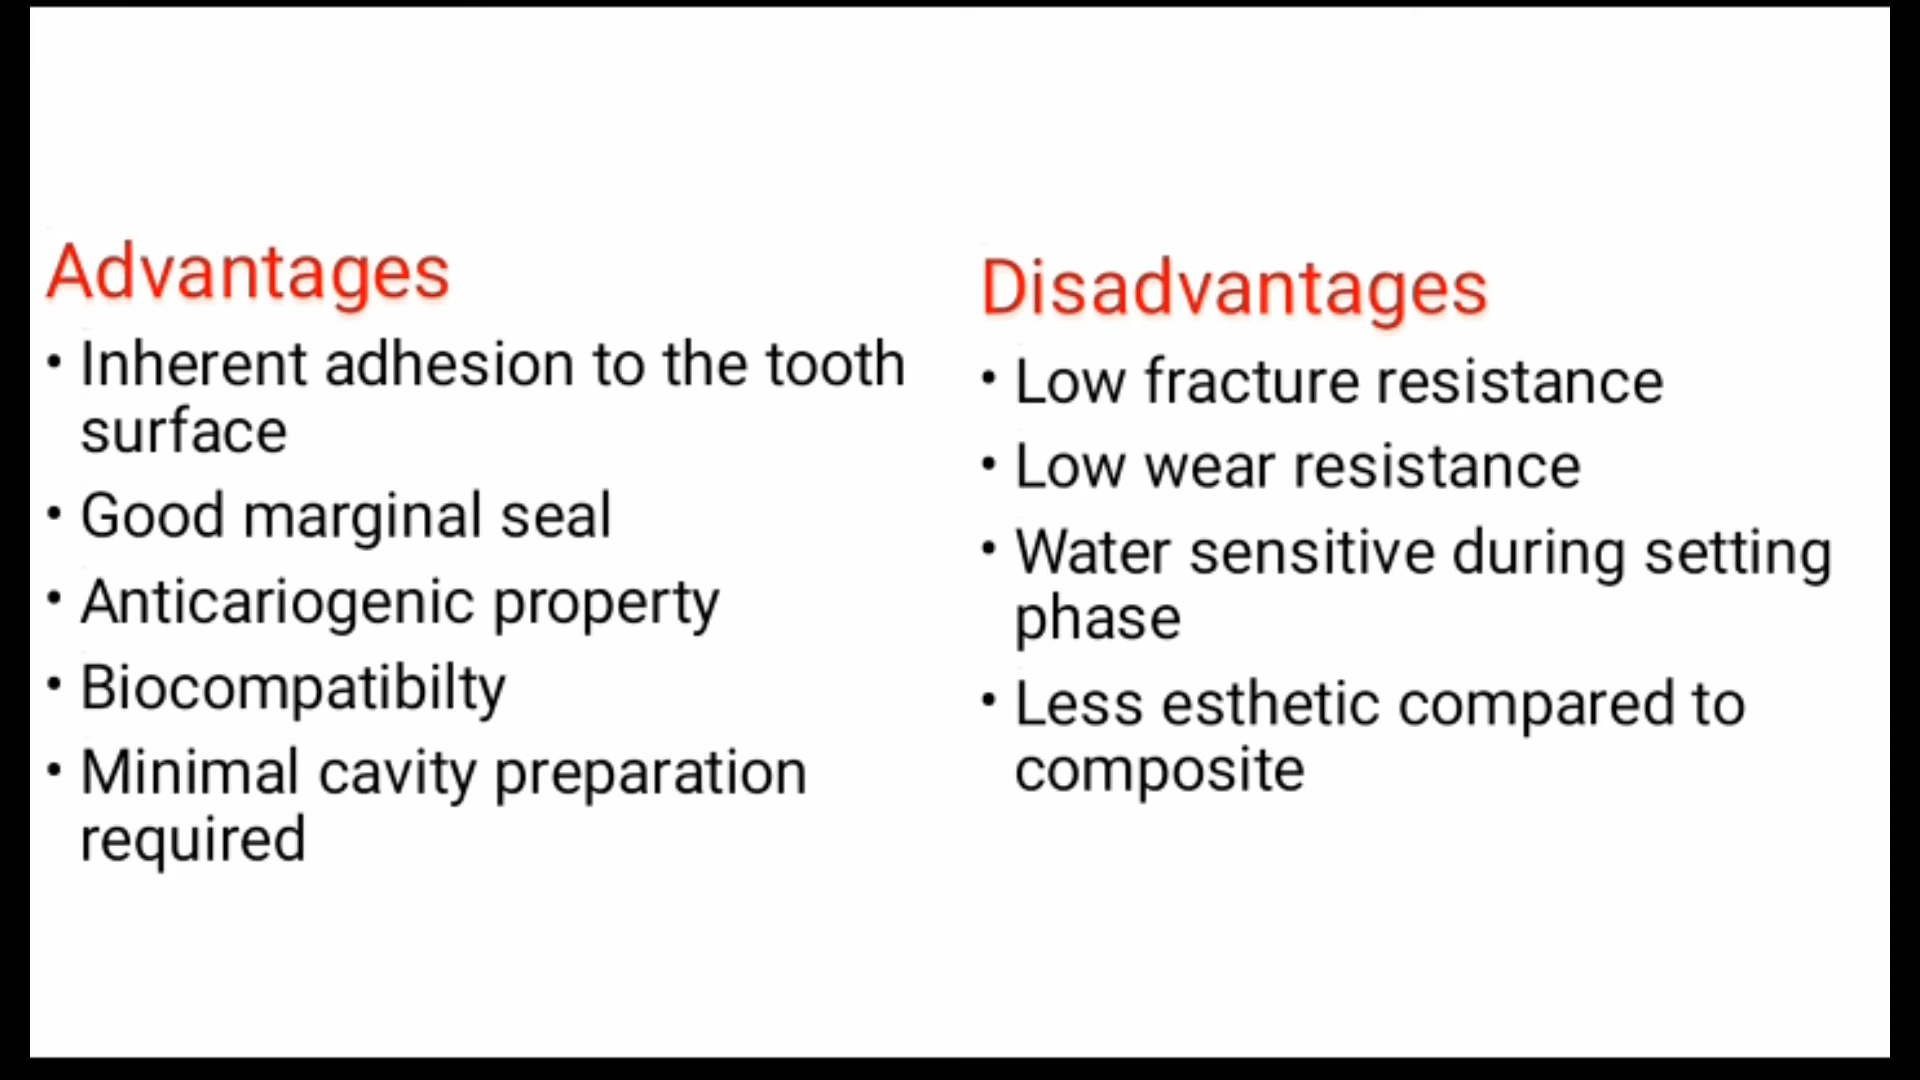 Advantages
• Inherent adhesion to the tooth
surface
• Good marginal seal
• Anticariogenic property
• Biocompatibilty
• Minimal cavity preparation
required
Disadvantages
• Low fracture resistance
• Low wear resistance
• Water sensitive during setting
phase
• Less esthetic compared to
composite